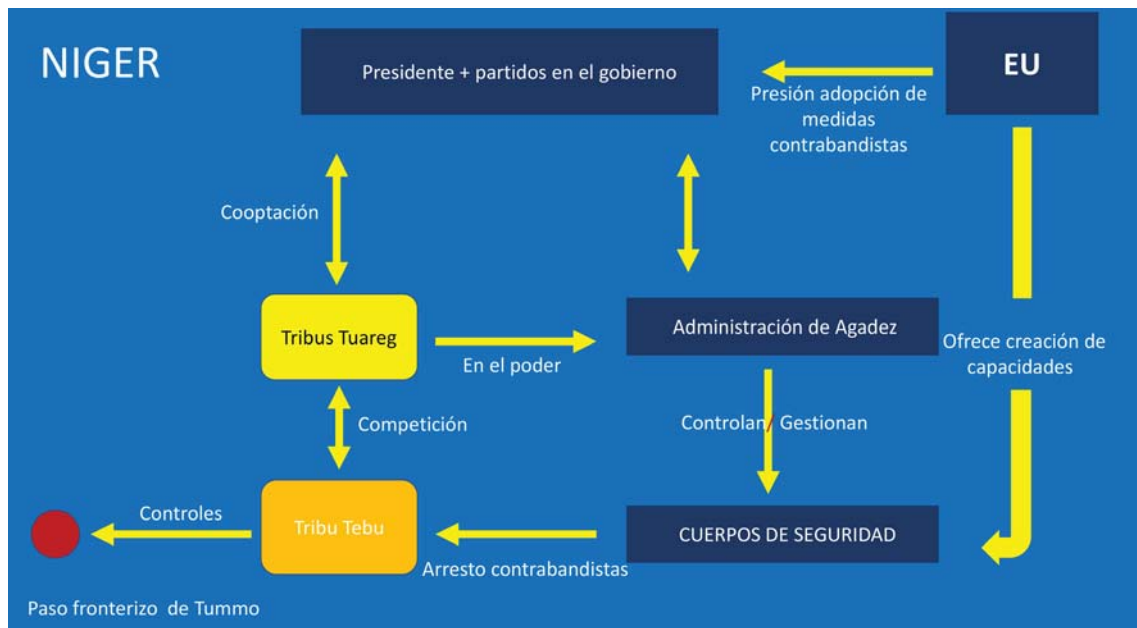 NIGER
Presidente + partidos en el gobierno
EU
Presión adopción de
medidas
contrabandistas
Cooptación
Tribus Tuareg
En el poder
Administración de Agadez
Ofrece creación de
capacidades
Competición
Controlan/ Gestionan
Controles
Tribu Tebu
Arresto contrabandistas
CUERPOS DE SEGURIDAD
Paso fronterizo de Tummo